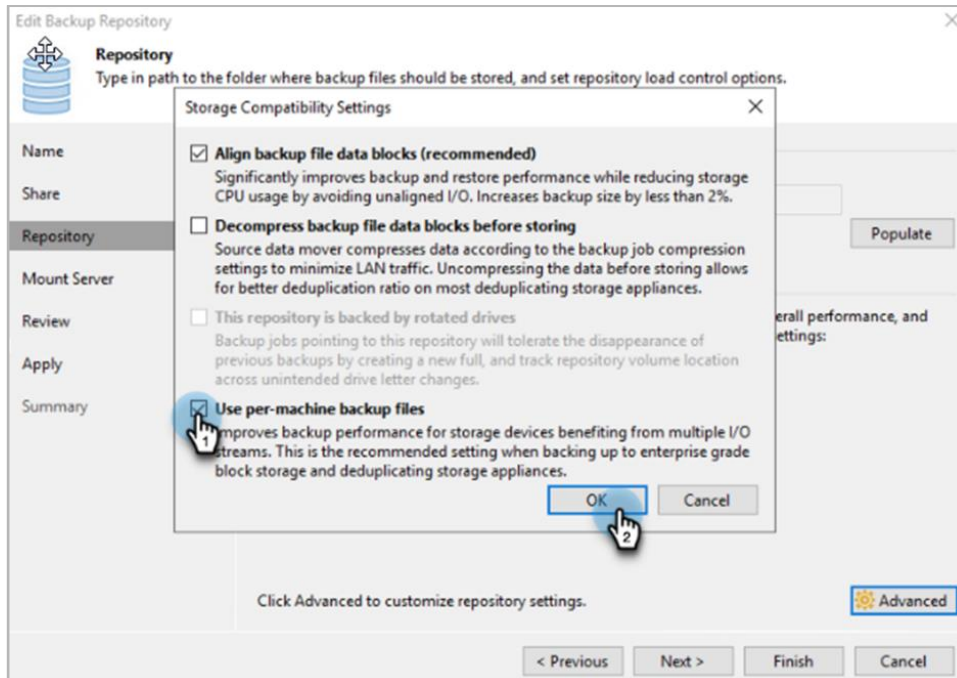 Edit Backup Repository
Repository
Type in path to the folder where backup files should be stored, and set repository load control options.
Storage Compatibility Settings
Name
Share
Repository
Mount Server
Review
Apply
Summary
Align backup file data blocks (recommended)
Significantly improves backup and restore performance while reducing storage
CPU usage by avoiding unaligned I/O. Increases backup size by less than 2%.
Decompress backup file data blocks before storing
Source data mover compresses data according to the backup job compression
settings to minimize LAN traffic. Uncompressing the data before storing allows
for better deduplication ratio on most deduplicating storage appliances.
This repository is backed by rotated drives
Backup jobs pointing to this repository will tolerate the disappearance of
previous backups by creating a new full, and track repository volume location
across unintended drive letter changes.
Use per-machine backup files
mproves backup performance for storage devices benefiting from multiple I/O
streams. This is the recommended setting when backing up to enterprise grade
block storage and deduplicating storage appliances.
1
OK
Cancel
2
Populate
erall performance, and
ettings:
Click Advanced to customize repository settings.
Advanced
< Previous
Next >
Finish
Cancel